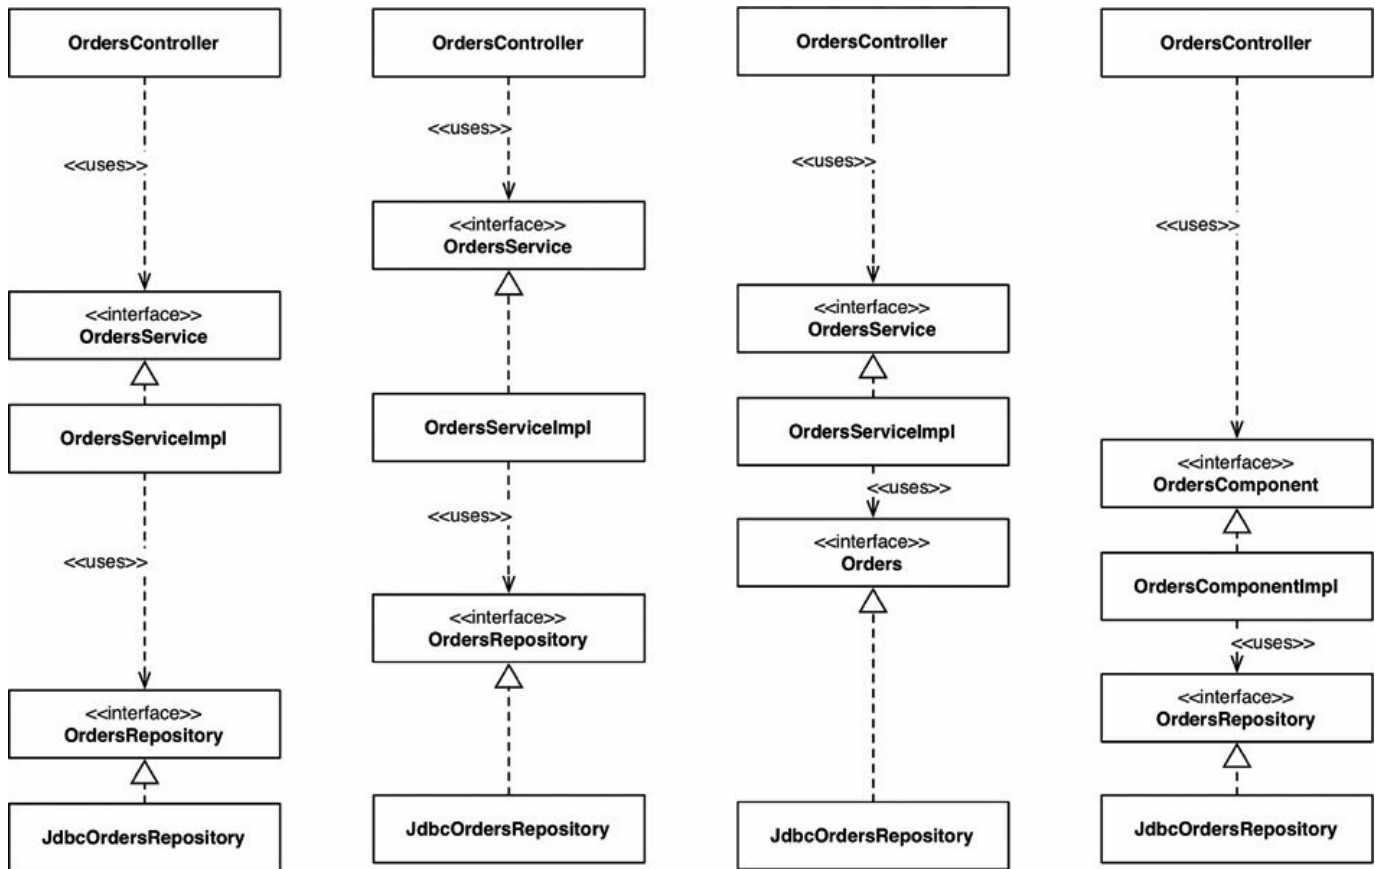 OrdersController
<<uses>>
<<interface>>
OrdersService
OrdersServiceImpl
<<uses>>
<<interface>>
OrdersRepository
JdbcOrdersRepository
OrdersController
<<uses>>
<<interface>>
OrdersService
OrdersServiceImpl
<<uses>>
<<interface>>
OrdersRepository
JdbcOrdersRepository
OrdersController
<<uses>>
<<interface>>
OrdersService
OrdersServiceImpl
<<uses>>
<<interface>>
Orders
JdbcOrdersRepository
OrdersController
<<uses>>
<<interface>>
OrdersComponent
OrdersComponentImpl
<<uses>>
<<interface>>
OrdersRepository
JdbcOrdersRepository